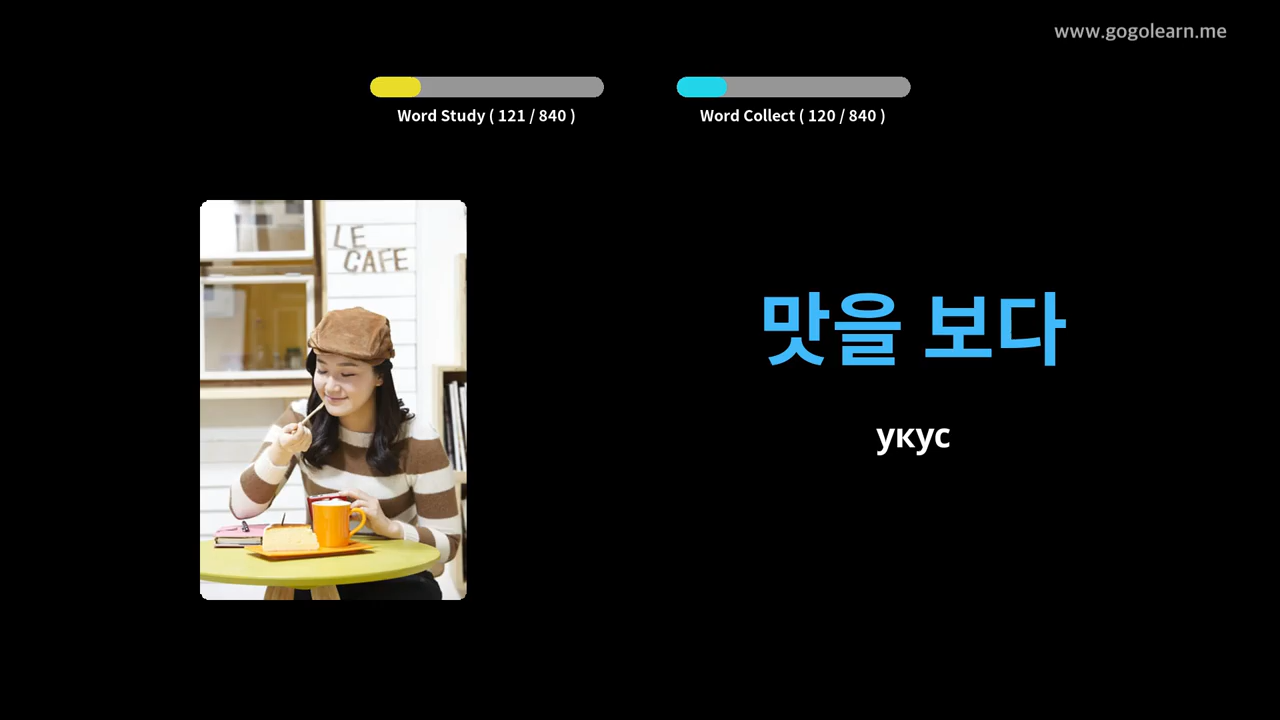 www.gogolearn.me
Word Study ( 121 / 840 )
Word Collect ( 120 / 840 )
LE
CAFE
맛을 보다
укус